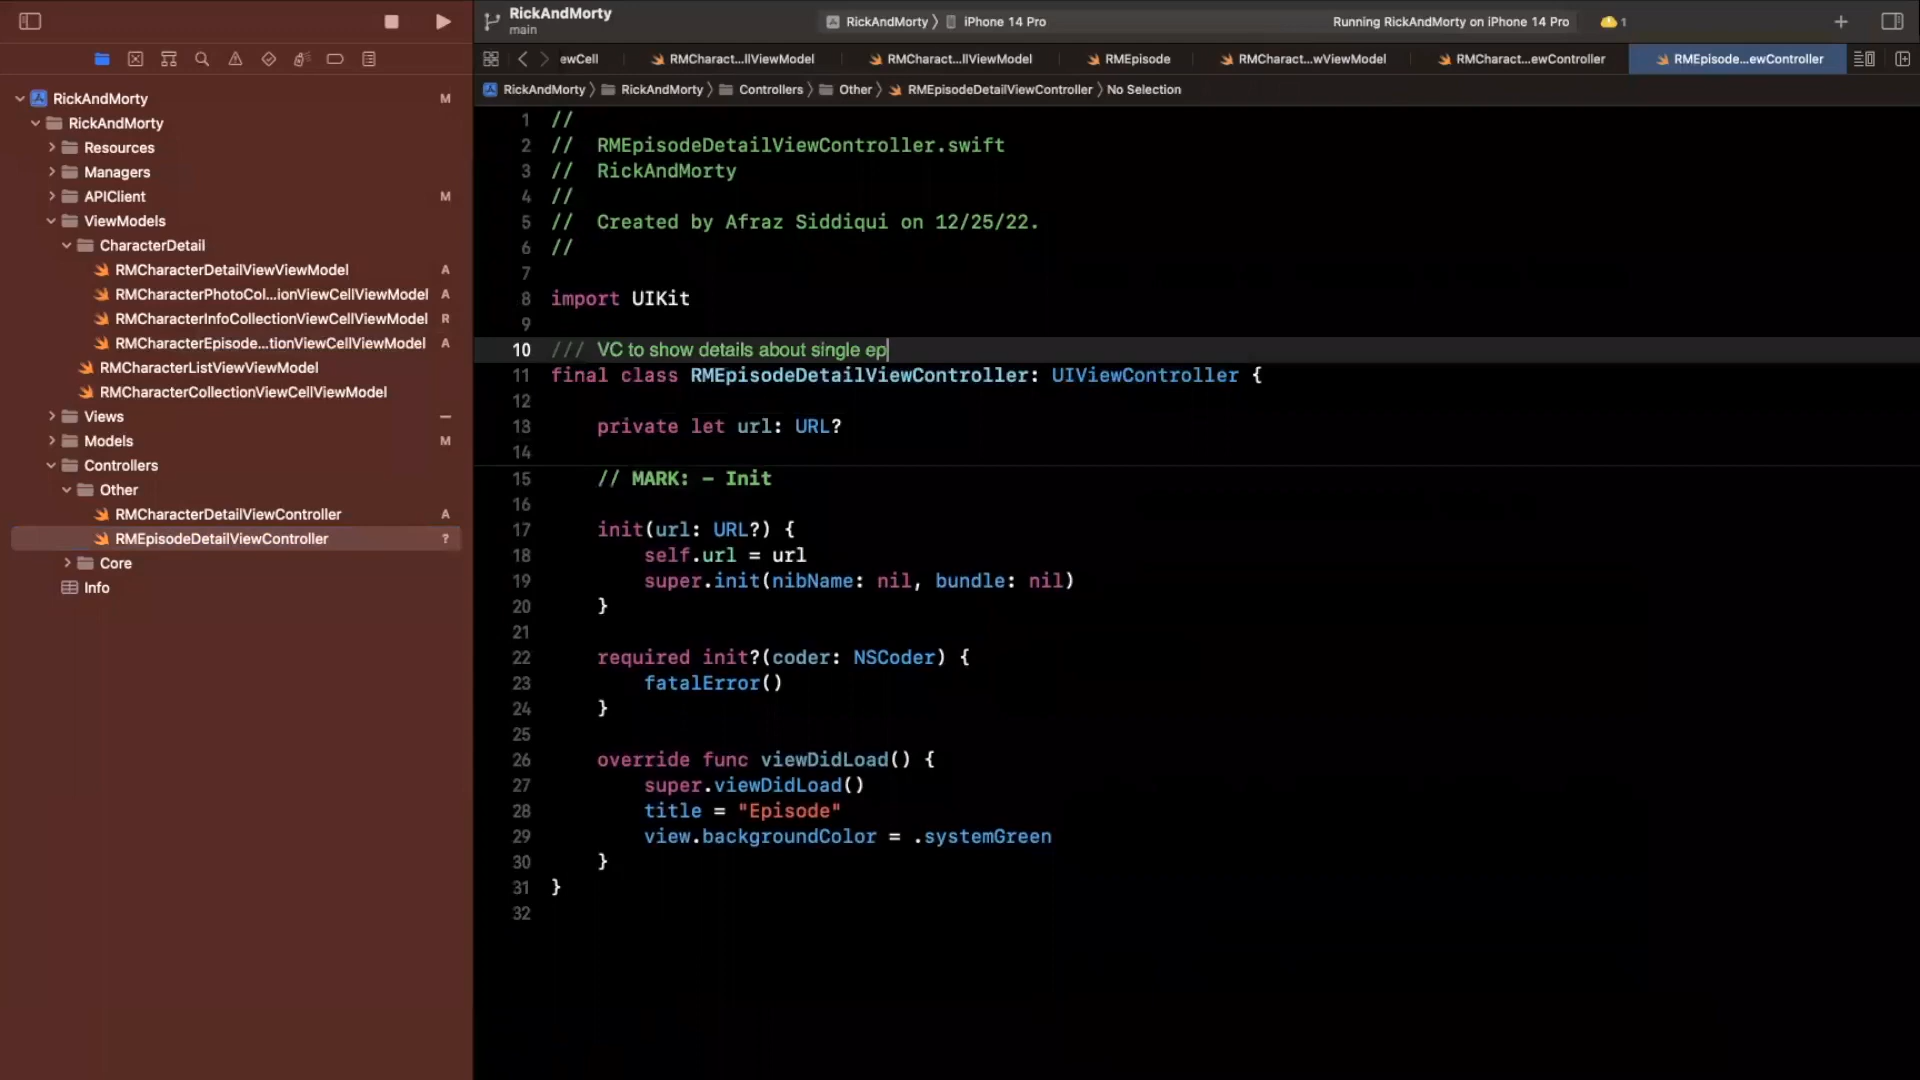 RickAndMorty
main
RickAndMorty 〉 iPhone 14 Pro
Running RickAndMorty on iPhone 14 Pro
1
ewCell
RMCharact...llViewModel
RMCharact...llViewModel
RMEpisode
RMCharact...wViewModel
RMCharact...ewController
RMEpisode...ewController
RickAndMorty 〉 RickAndMorty 〉 Controllers 〉 Other 〉 RMEpisodeDetailViewController 〉 No Selection
RickAndMorty M
RickAndMorty
Resources
Managers
APIClient M
ViewModels
CharacterDetail
RMCharacterDetailViewViewModel A
RMCharacterPhotoCol...ionViewCellViewModel A
RMCharacterInfoCollectionViewCellViewModel R
RMCharacterEpisode...tionViewCellViewModel A
RMCharacterListViewViewModel
RMCharacterCollectionViewCellViewModel
Views
Models M
Controllers
Other
RMCharacterDetailViewController A
RMEpisodeDetailViewController ?
Core
Info
1 //
2 //  RMEpisodeDetailViewController.swift
3 //  RickAndMorty
4 //
5 //  Created by Afraz Siddiqui on 12/25/22.
6 //
7
8 import UIKit
9
10 /// VC to show details about single ep
11 final class RMEpisodeDetailViewController: UIViewController {
12
13     private let url: URL?
14
15     // MARK: - Init
16
17     init(url: URL?) {
18         self.url = url
19         super.init(nibName: nil, bundle: nil)
20     }
21
22     required init?(coder: NSCoder) {
23         fatalError()
24     }
25
26     override func viewDidLoad() {
27         super.viewDidLoad()
28         title = "Episode"
29         view.backgroundColor = .systemGreen
30     }
31 }
32